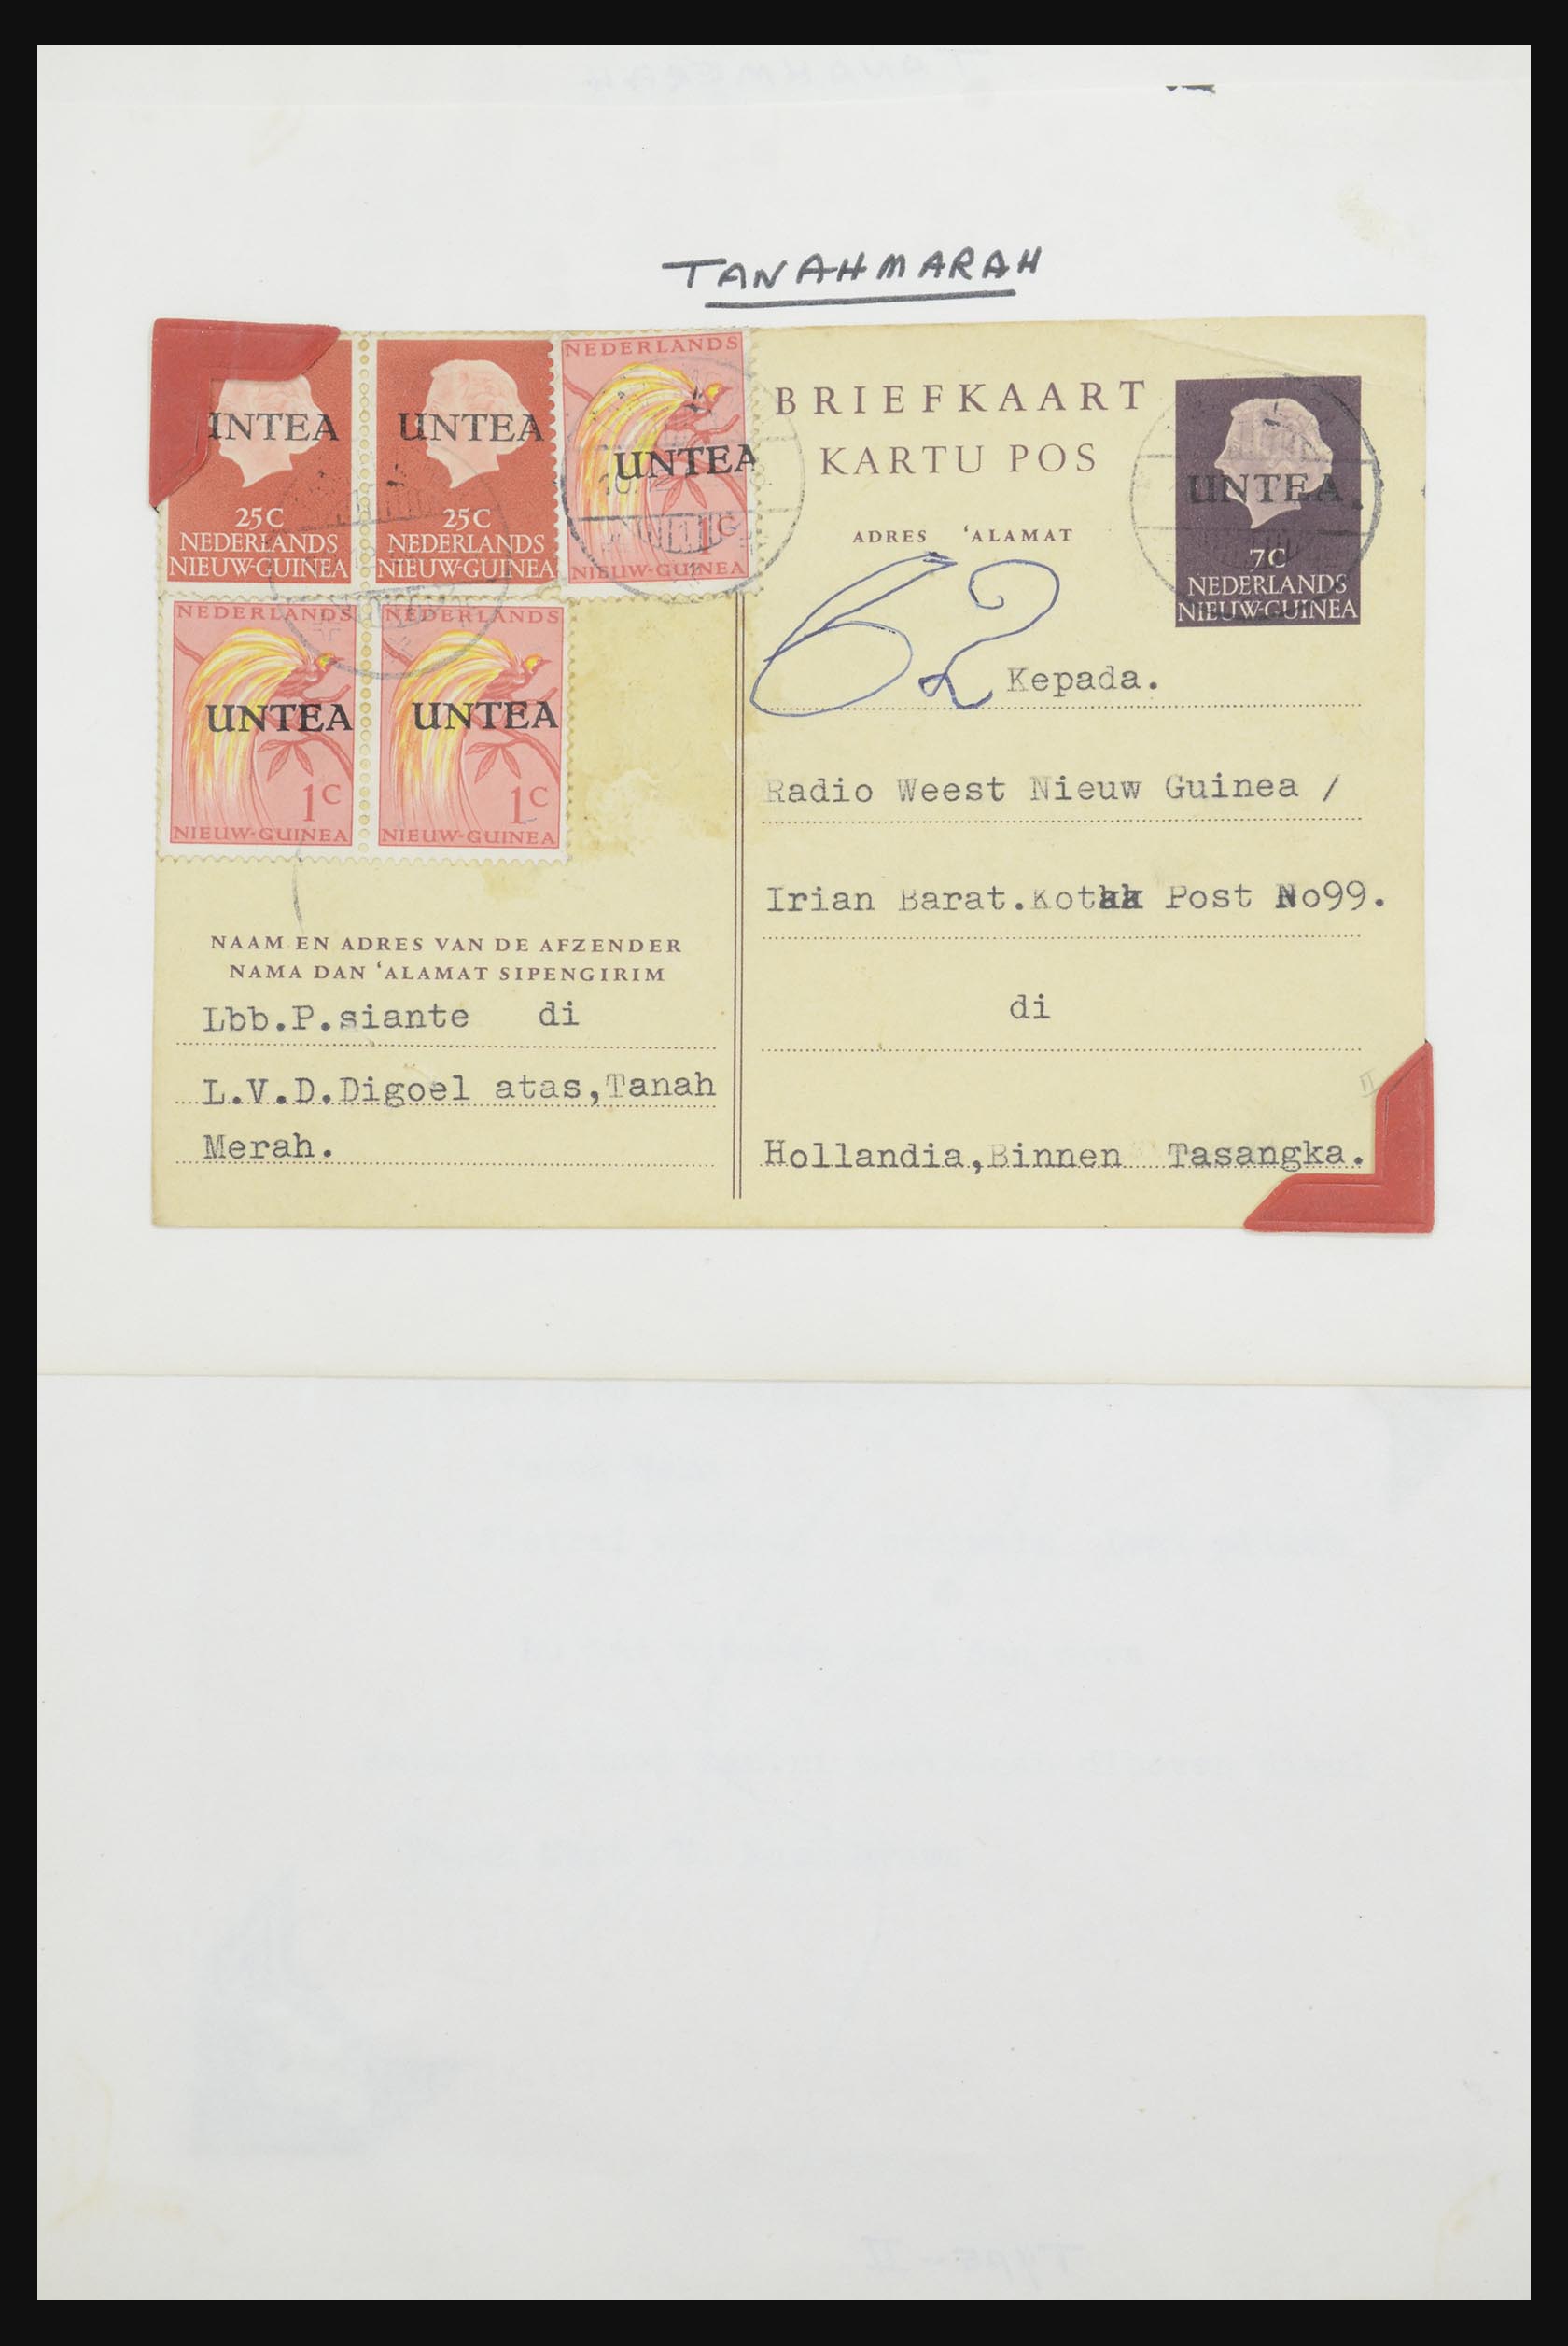 TANAHMARAH
INTEA
25C
NEDERLANDS
NIEUW-GUINEA
UNTEA
25C
NEDERLANDS
NIEUW-GUINEA
NEDERLANDS
UNTEA
1C
NIEUW-GUINEA
NEDERLANDS
UNTEA
1C
NIEUW-GUINEA
NEDERLANDS
UNTEA
1C
NIEUW-GUINEA
BRIEFKAART
KARTU POS
ADRES ‘ALAMAT
UNTEA
7C
NEDERLANDS
NIEUW-GUINEA
62
Kepada.
Radio Weest Nieuw Guinea /
Irian Barat. Post No99.
di
Hollandia,Binnen Tasangka.
NAAM EN ADRES VAN DE AFZENDER
NAMA DAN ‘ALAMAT SIPENGIRIM
Lbb.P.siante di
L.V.D.Digoel atas,Tanah
Merah.
II